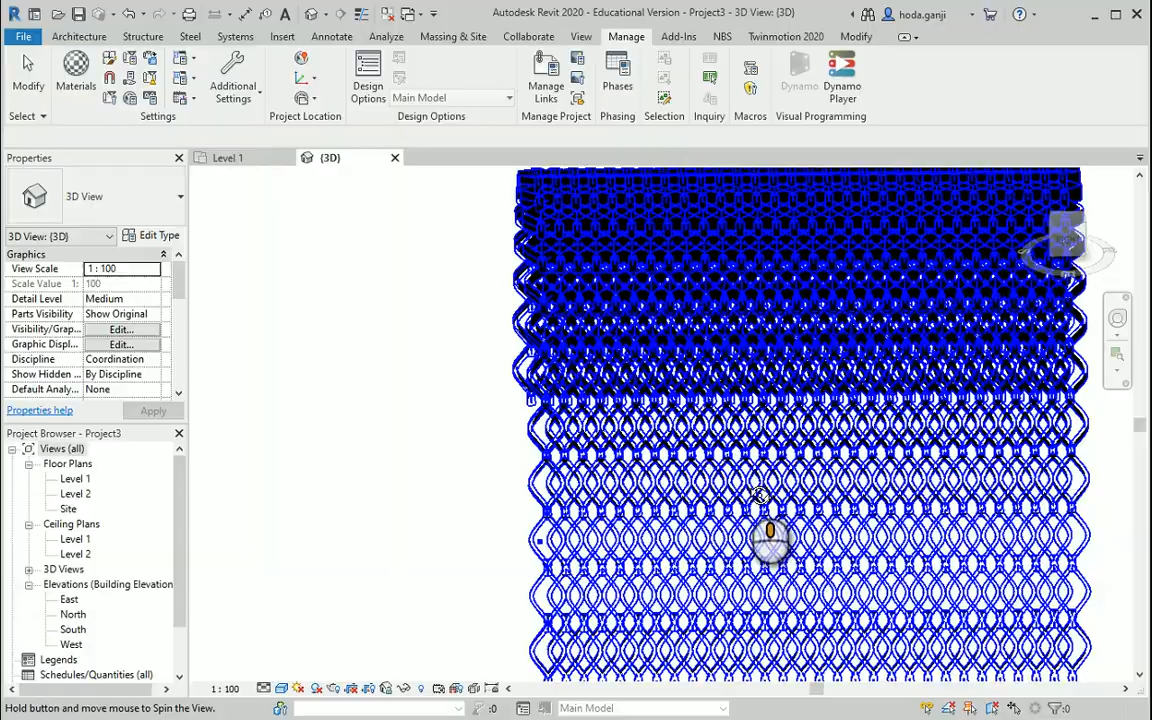 Autodesk Revit 2020 - Educational Version - Project3 - 3D View: {3D}
hoda.ganji
File Architecture Structure Steel Systems Insert Annotate Analyze Massing & Site Collaborate View Manage Add-Ins NBS Twinmotion 2020 Modify
Modify
Materials
Additional Settings
Design Options
Main Model
Manage Links
Phases
Dynamo
Dynamo Player
Select
Settings
Project Location
Design Options
Manage Project
Phasing
Selection
Inquiry
Macros
Visual Programming
Properties
Level 1
{3D}
3D View
3D View: {3D}
Edit Type
Graphics
View Scale 1 : 100
Scale Value 1: 100
Detail Level Medium
Parts Visibility Show Original
Visibility/Grap... Edit...
Graphic Displ... Edit...
Discipline Coordination
Show Hidden ... By Discipline
Default Analy... None
Properties help
Apply
Project Browser - Project3
Views (all)
Floor Plans
Level 1
Level 2
Site
Ceiling Plans
Level 1
Level 2
3D Views
Elevations (Building Elevation
East
North
South
West
Legends
Schedules/Quantities (all)
1 : 100
Hold button and move mouse to Spin the View.
:0
Main Model
:0